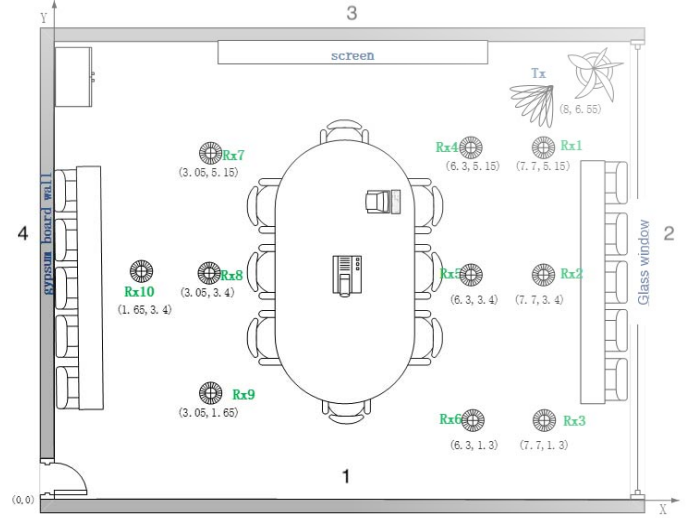 Y
3
screen
Tx
(8, 6.55)
Rx7
(3.05, 5.15)
Rx4
(6.3, 5.15)
Rx1
(7.7, 5.15)
4
gypsum board wall
2
Glass window
Rx10
(1.65, 3.4)
Rx8
(3.05, 3.4)
Rx5
(6.3, 3.4)
Rx2
(7.7, 3.4)
Rx9
(3.05, 1.65)
Rx6
(6.3, 1.3)
Rx3
(7.7, 1.3)
1
(0,0)
X